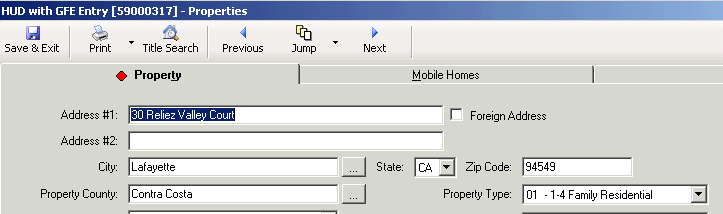 HUD with GFE Entry [59000317] - Properties
Save & Exit Print Title Search Previous Jump Next
Property Mobile Homes
Address #1: 30 Reliez Valley Court Foreign Address
Address #2:
City: Lafayette ... State: CA Zip Code: 94549
Property County: Contra Costa ... Property Type: 01 - 1-4 Family Residential